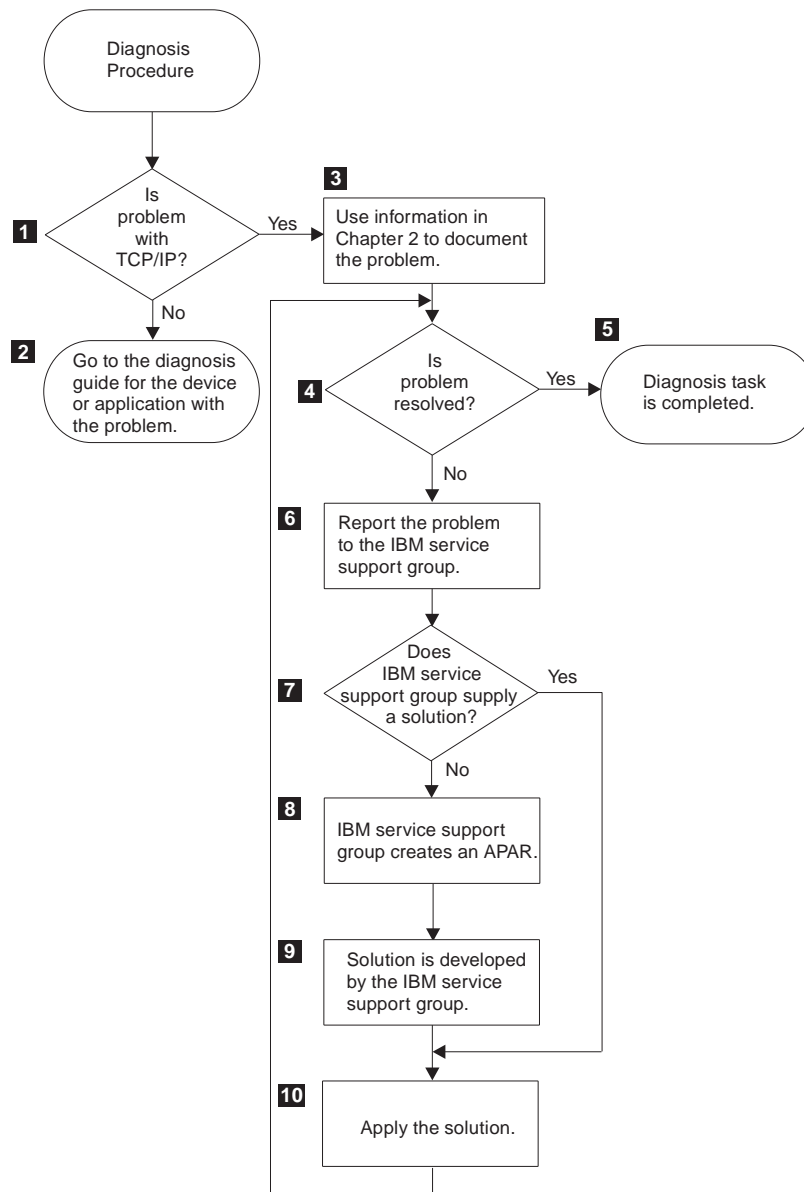 Diagnosis
Procedure
1
Is
problem
with
TCP/IP?
Yes
No
2
Go to the diagnosis
guide for the device
or application with
the problem.
3
Use information in
Chapter 2 to document
the problem.
4
Is
problem
resolved?
Yes
No
5
Diagnosis task
is completed.
6
Report the problem
to the IBM service
support group.
7
Does
IBM service
support group supply
a solution?
Yes
No
8
IBM service support
group creates an APAR.
9
Solution is developed
by the IBM service
support group.
10
Apply the solution.